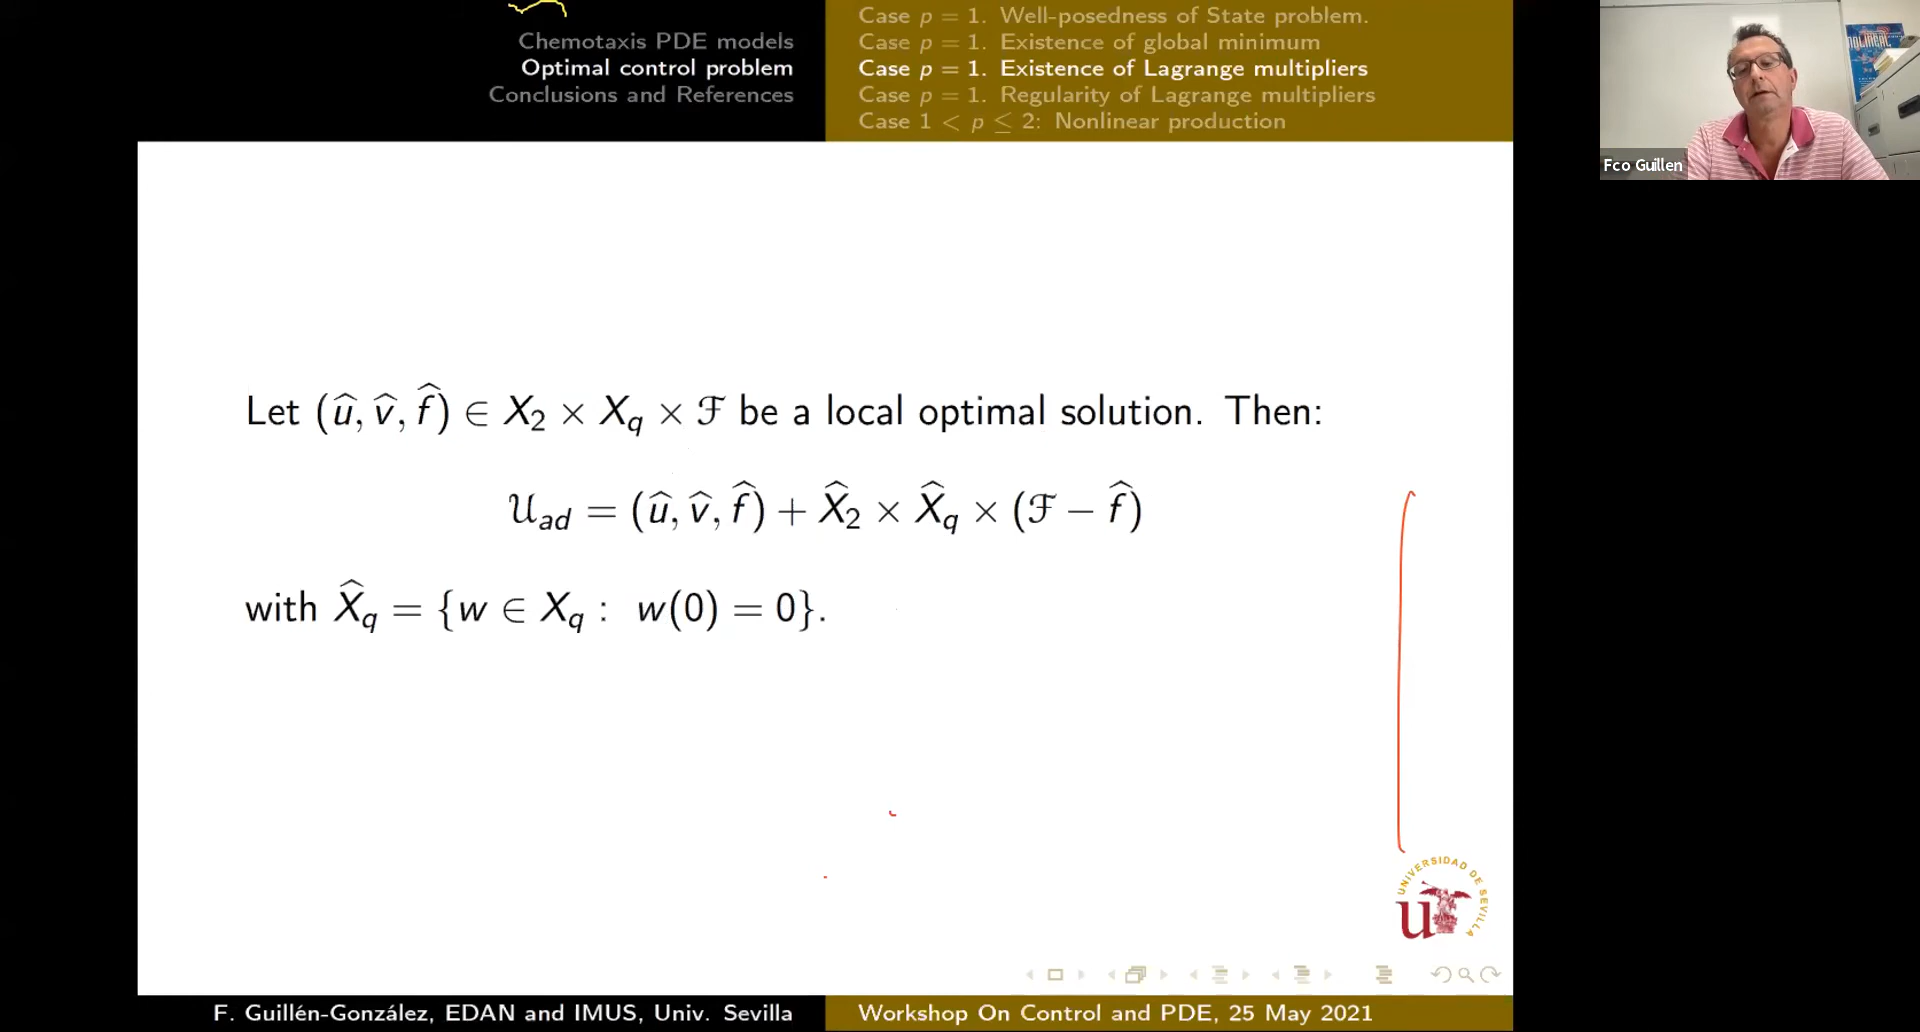 Chemotaxis PDE models
Optimal control problem
Conclusions and References
Case p = 1. Well-posedness of State problem.
Case p = 1. Existence of global minimum
Case p = 1. Existence of Lagrange multipliers
Case p = 1. Regularity of Lagrange multipliers
Case 1 < p ≤ 2: Nonlinear production
Fco Guillen
Let (û, v̂, f̂) ∈ X₂ × X_q × ℱ be a local optimal solution. Then:
𝒰_ad = (û, v̂, f̂) + X̂₂ × X̂_q × (ℱ − f̂)
with X̂_q = {w ∈ X_q : w(0) = 0}.
UNIVERSIDAD DE SEVILLA
F. Guillén-González, EDAN and IMUS, Univ. Sevilla
Workshop On Control and PDE, 25 May 2021